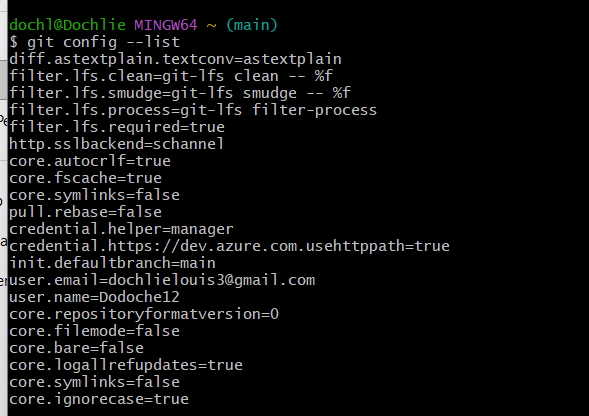 dochl@Dochlie MINGW64 ~ (main)
$ git config --list
diff.astextplain.textconv=astextplain
filter.lfs.clean=git-lfs clean -- %f
filter.lfs.smudge=git-lfs smudge -- %f
filter.lfs.process=git-lfs filter-process
filter.lfs.required=true
http.sslbackend=schannel
core.autocrlf=true
core.fscache=true
core.symlinks=false
pull.rebase=false
credential.helper=manager
credential.https://dev.azure.com.usehttppath=true
init.defaultbranch=main
user.email=dochlielouis3@gmail.com
user.name=Dodoche12
core.repositoryformatversion=0
core.filemode=false
core.bare=false
core.logallrefupdates=true
core.symlinks=false
core.ignorecase=true